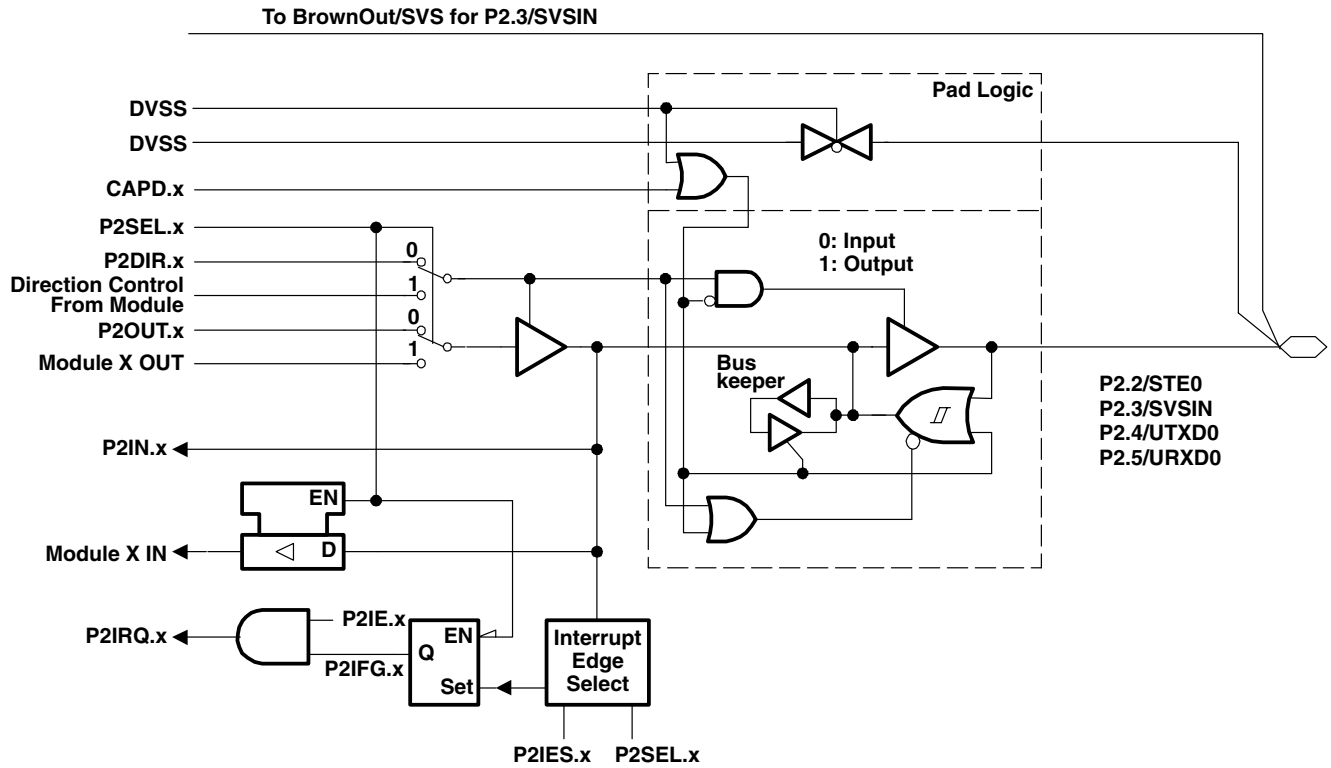 To BrownOut/SVS for P2.3/SVSIN
Pad Logic
DVSS
DVSS
CAPD.x
P2SEL.x
0
P2DIR.x
1
Direction Control
From Module
0
P2OUT.x
1
Module X OUT
0: Input
1: Output
Bus
keeper
P2.2/STE0
P2.3/SVSIN
P2.4/UTXD0
P2.5/URXD0
P2IN.x
EN
D
Module X IN
P2IE.x
P2IRQ.x
P2IFG.x
EN
Q
Set
Interrupt
Edge
Select
P2IES.x
P2SEL.x